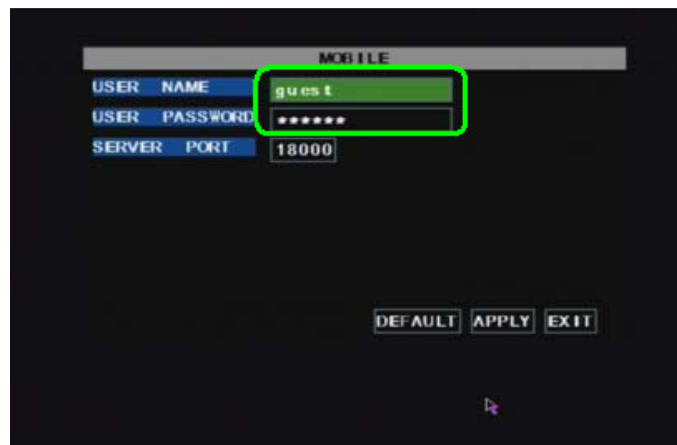 MOBILE
USER NAME guest
USER PASSWORD ******
SERVER PORT 18000
DEFAULT APPLY EXIT